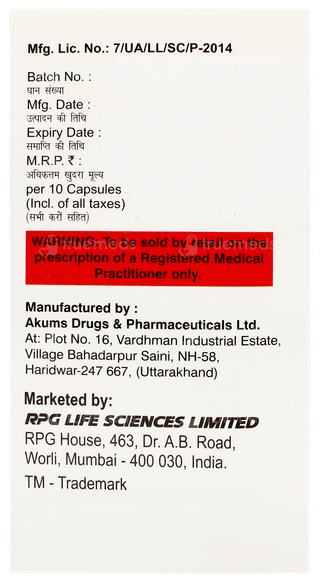 Mfg. Lic. No.: 7/UA/LL/SC/P-2014
Batch No. :
घान संख्या
Mfg. Date :
उत्पादन की तिथि
Expiry Date :
समाप्ति की तिथि
M.R.P. ₹ :
अधिकत्तम खुदरा मूल्य
per 10 Capsules
(Incl. of all taxes)
(सभी करों सहित)
WARNING: To be sold by retail on the
prescription of a Registered Medical
Practitioner only.
Manufactured by :
Akums Drugs & Pharmaceuticals Ltd.
At: Plot No. 16, Vardhman Industrial Estate,
Village Bahadarpur Saini, NH-58,
Haridwar-247 667, (Uttarakhand)
Marketed by:
RPG LIFE SCIENCES LIMITED
RPG House, 463, Dr. A.B. Road,
Worli, Mumbai - 400 030, India.
TM - Trademark